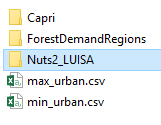 Capri
ForestDemandRegions
Nuts2_LUISA
max_urban.csv
min_urban.csv